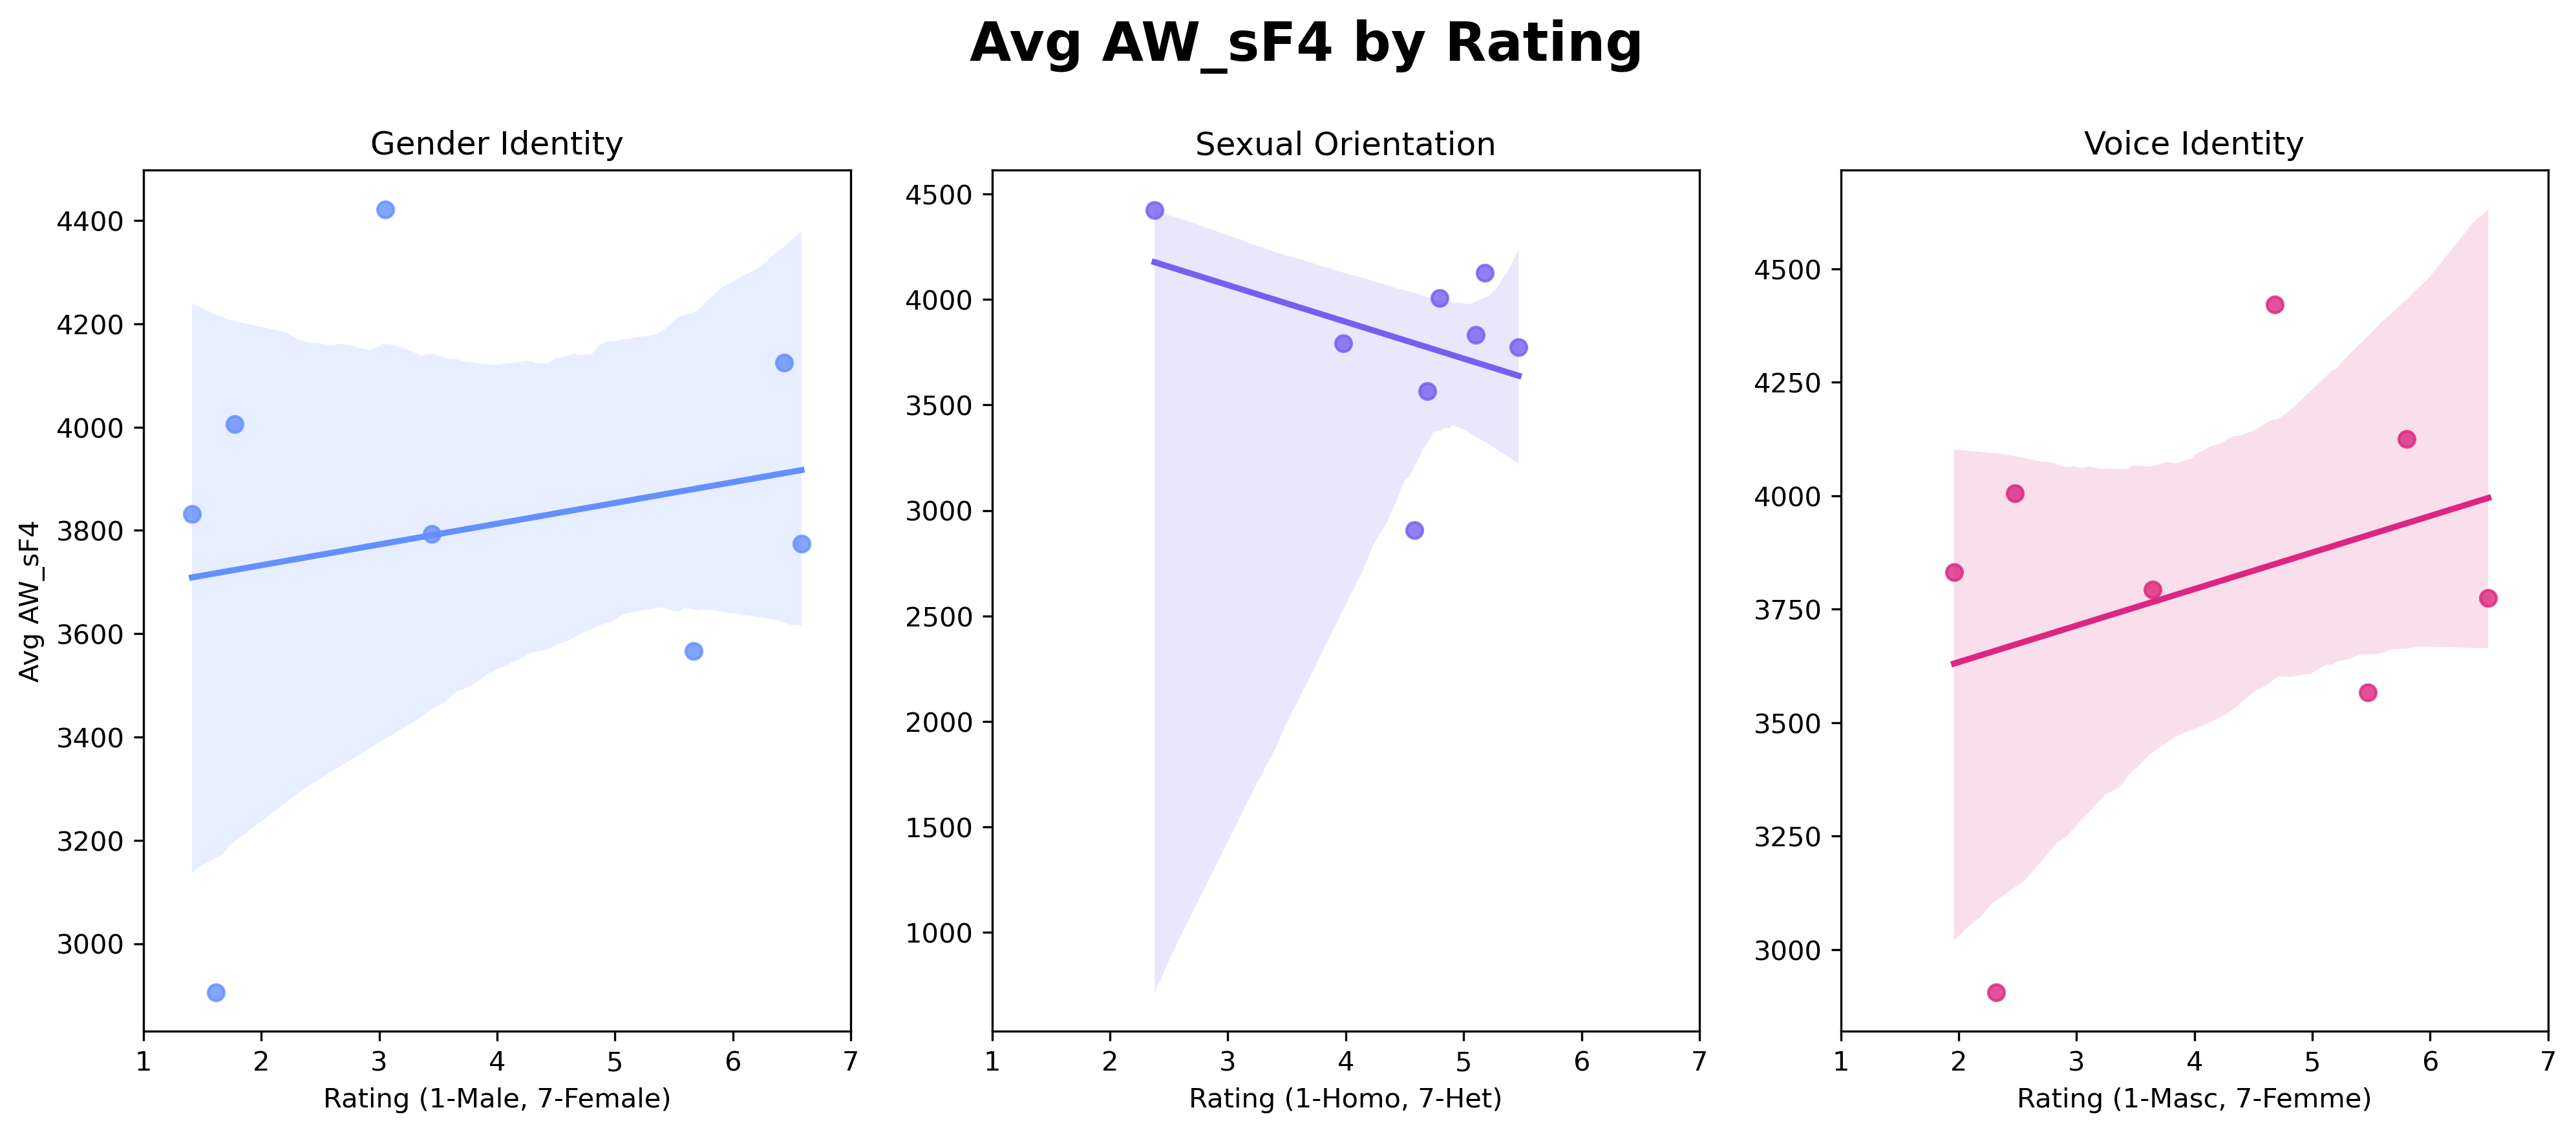 Avg AW_sF4 by Rating
Gender Identity
Sexual Orientation
Voice Identity
Avg AW_sF4
4400
4200
4000
3800
3600
3400
3200
3000
1 2 3 4 5 6 7
Rating (1-Male, 7-Female)
4500
4000
3500
3000
2500
2000
1500
1000
1 2 3 4 5 6 7
Rating (1-Homo, 7-Het)
4500
4250
4000
3750
3500
3250
3000
1 2 3 4 5 6 7
Rating (1-Masc, 7-Femme)